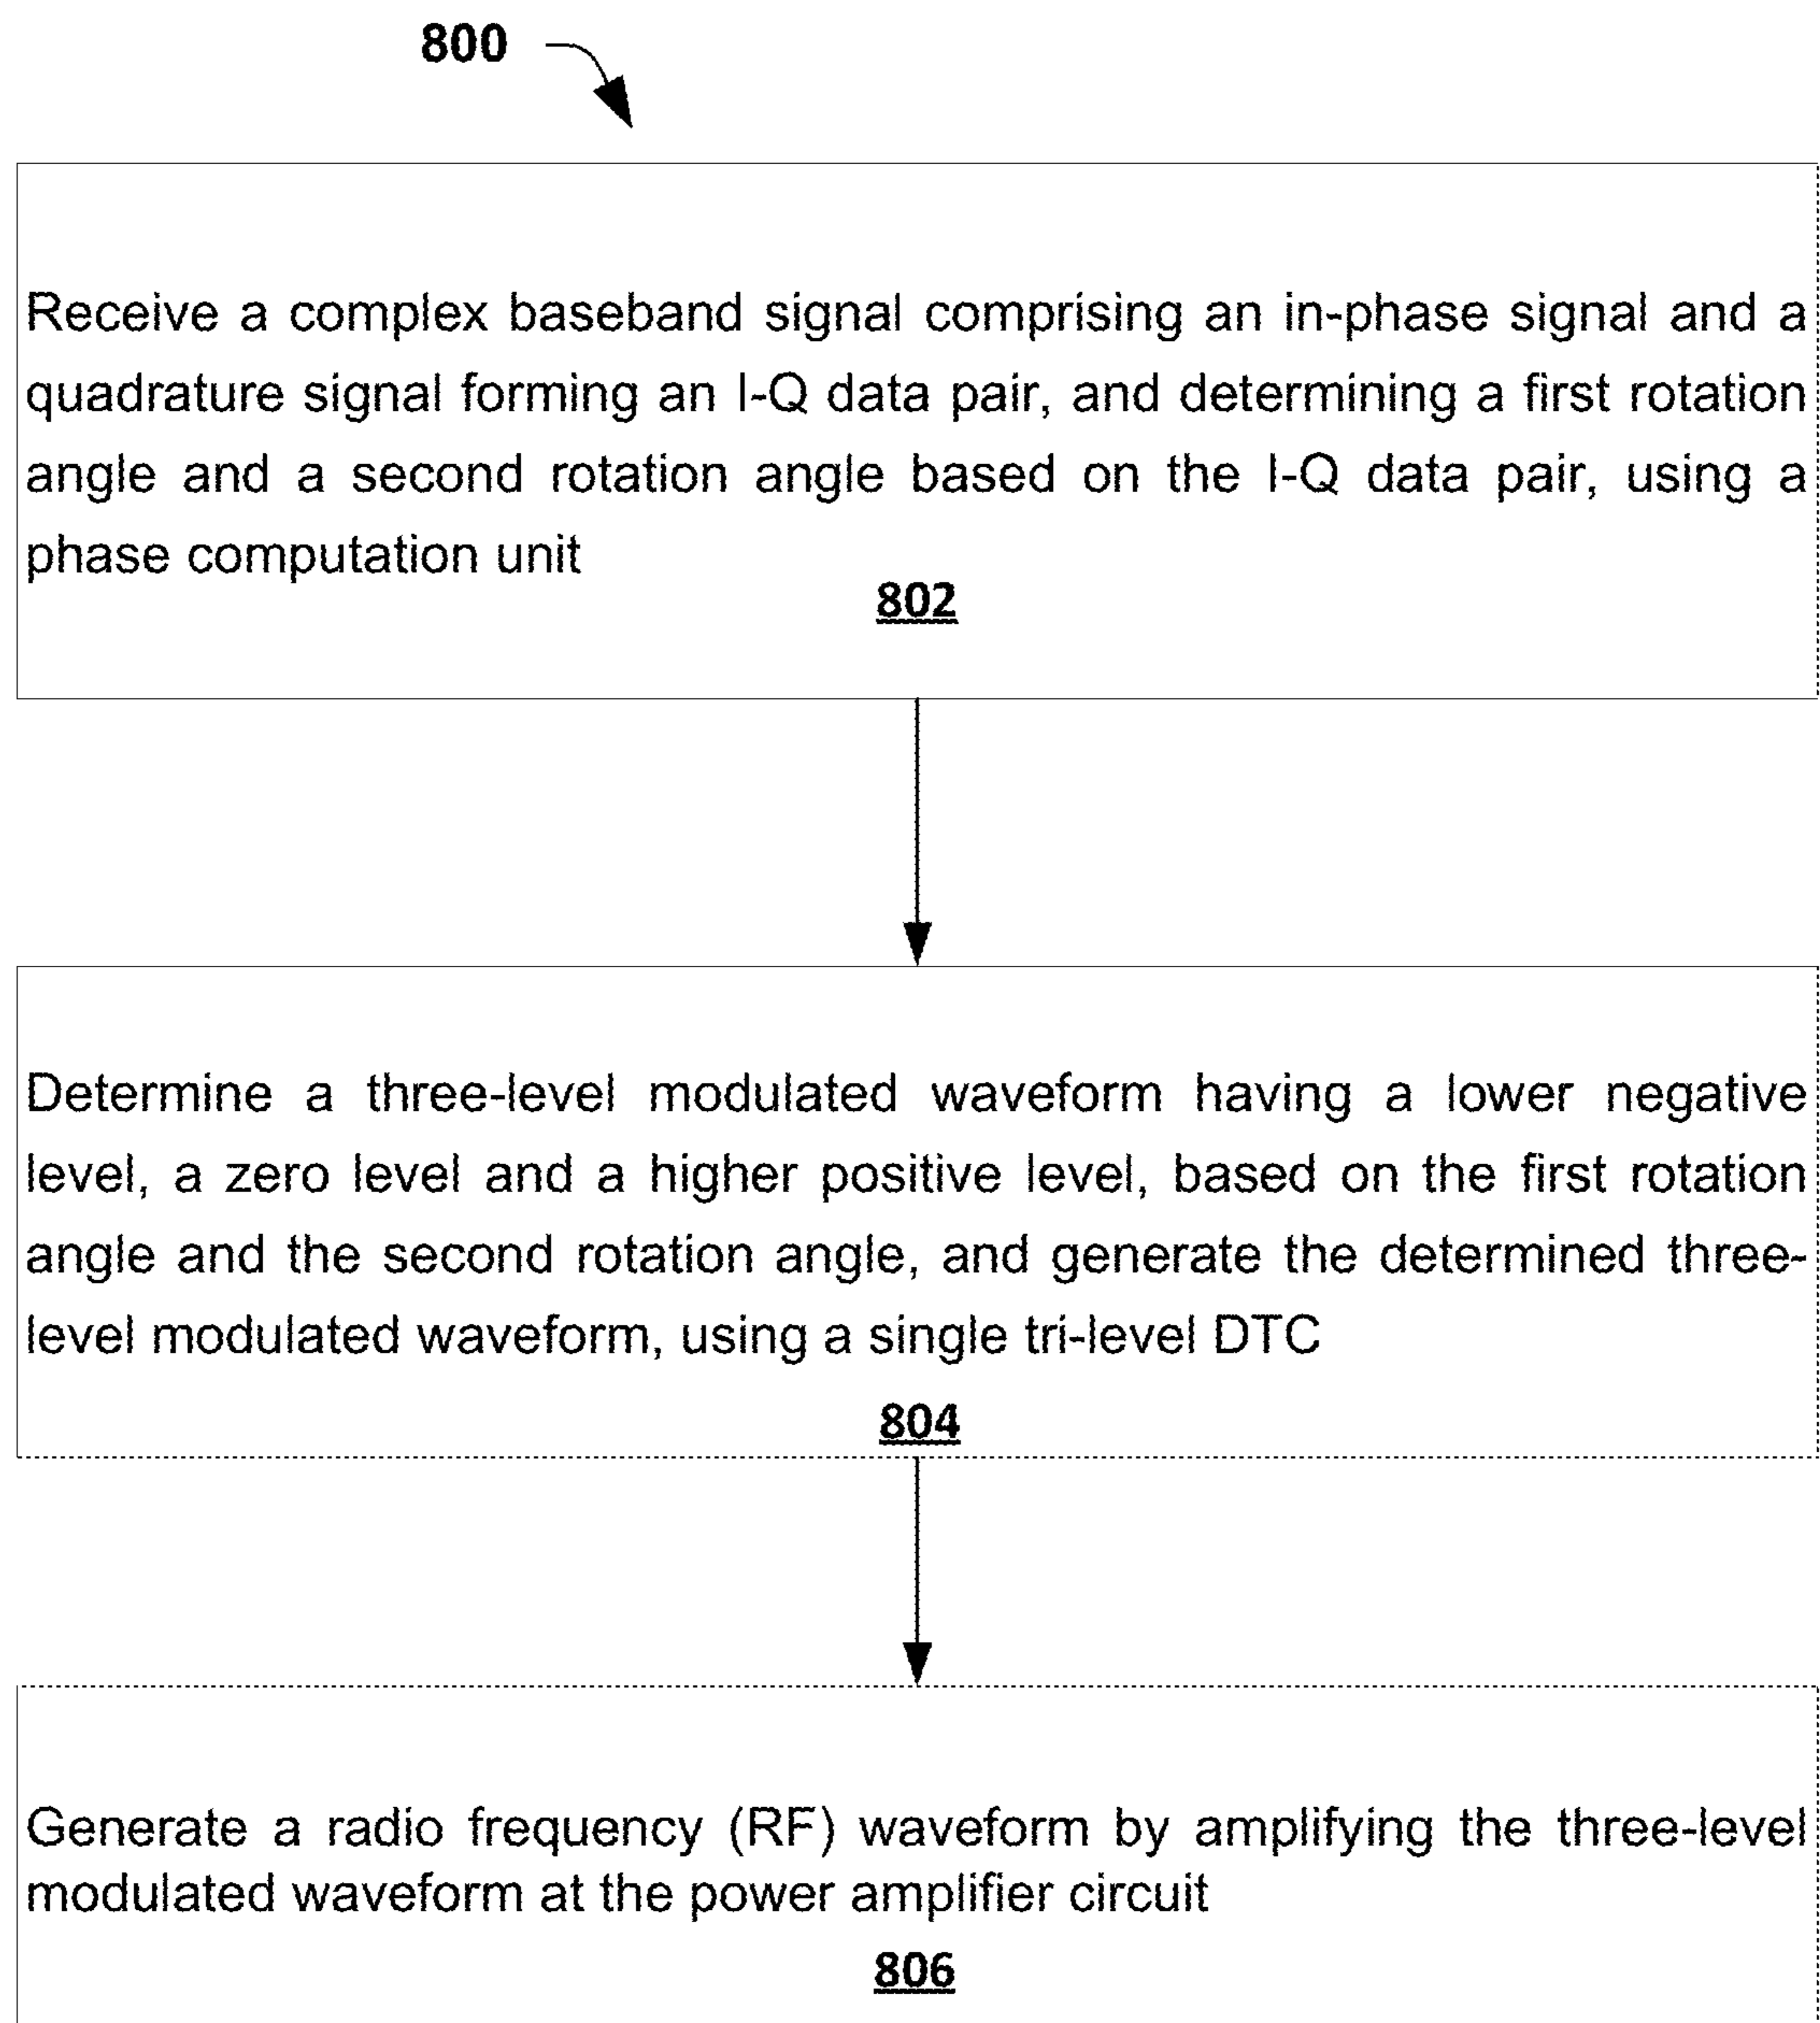 800
Receive a complex baseband signal comprising an in-phase signal and a
quadrature signal forming an I-Q data pair, and determining a first rotation
angle and a second rotation angle based on the I-Q data pair, using a
phase computation unit
802
Determine a three-level modulated waveform having a lower negative
level, a zero level and a higher positive level, based on the first rotation
angle and the second rotation angle, and generate the determined three-
level modulated waveform, using a single tri-level DTC
804
Generate a radio frequency (RF) waveform by amplifying the three-level
modulated waveform at the power amplifier circuit
806